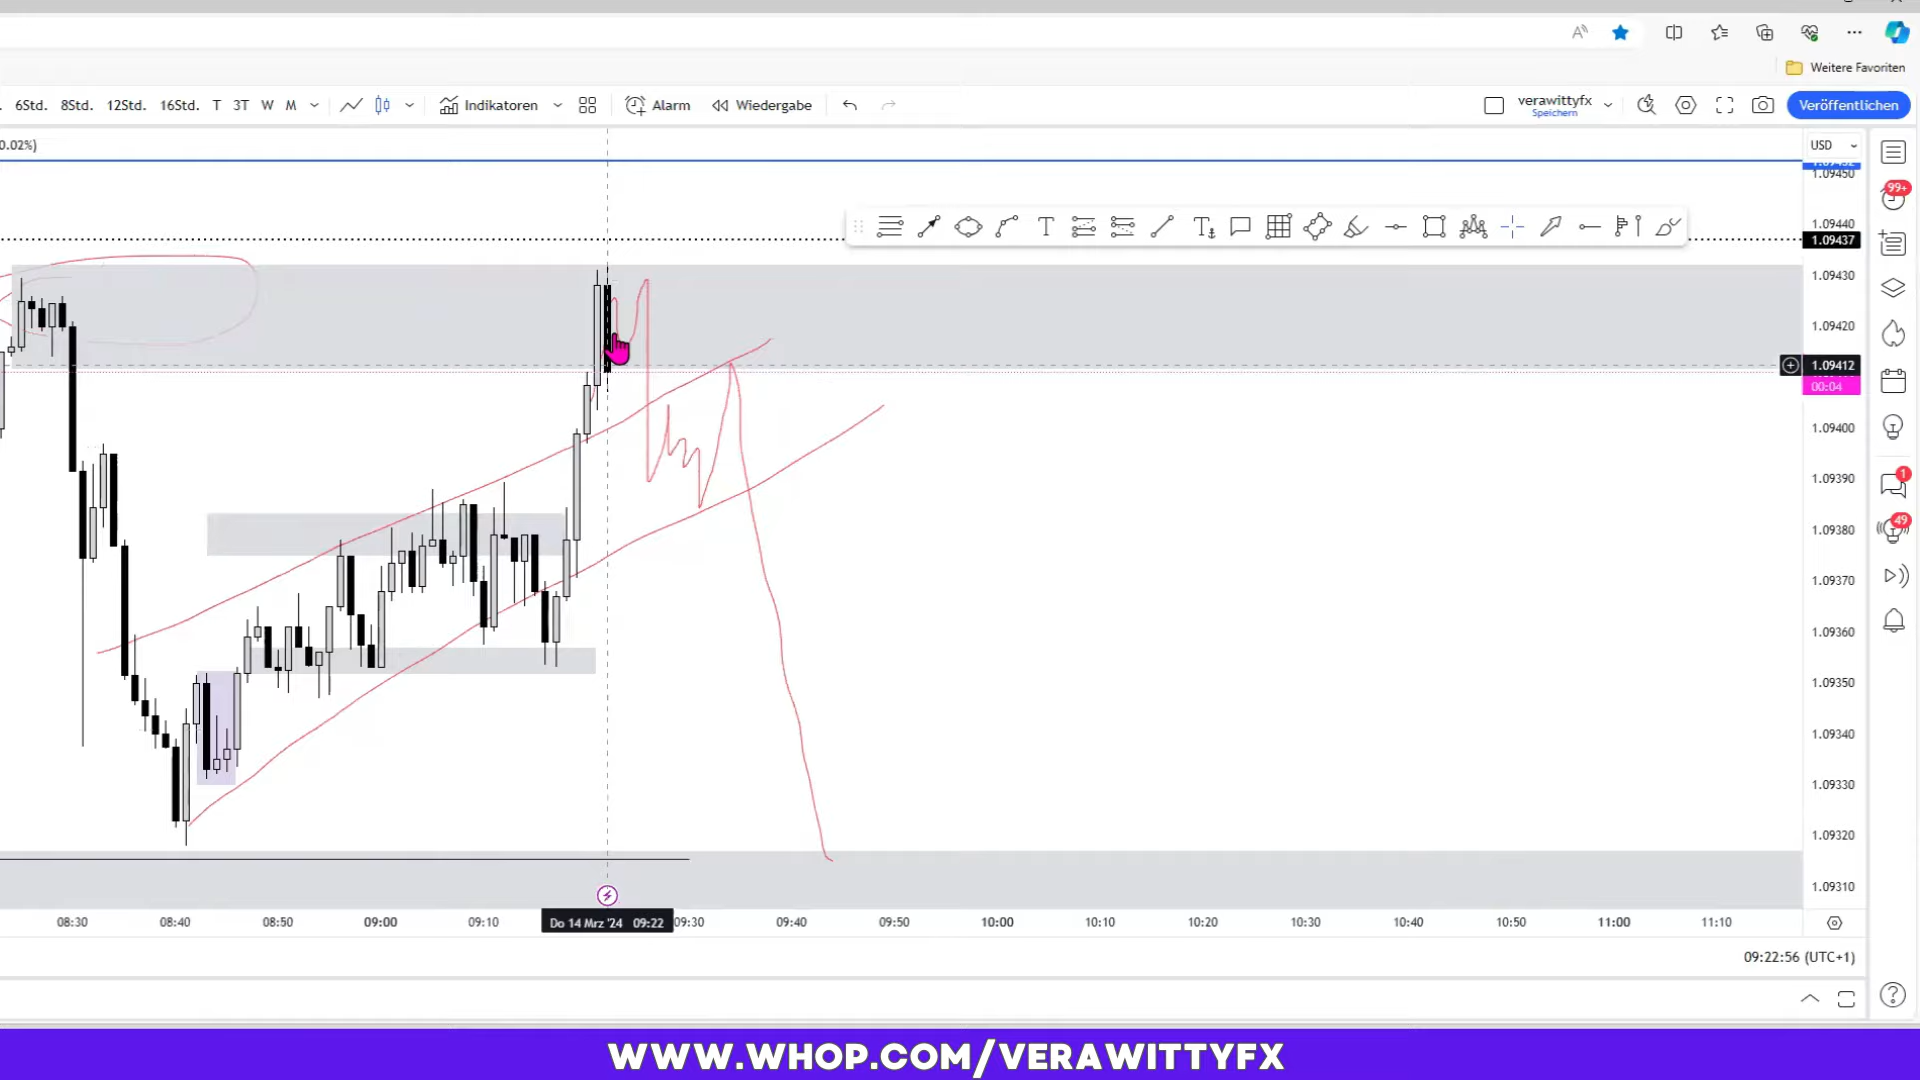 Weitere Favoriten
6Std. 8Std. 12Std. 16Std. T 3T W M Indikatoren Alarm Wiedergabe verawittyfx Veröffentlichen
Speichern
0.02%) USD
1.09450
99+
1.09440
1.09437
1.09430
1.09420
1.09412
00:04
1.09400
1.09390
1
1.09380
49
1.09370
1.09360
1.09350
1.09340
1.09330
1.09320
1.09310
08:30 08:40 08:50 09:00 09:10 Do 14 Mrz '24 09:22 09:30 09:40 09:50 10:00 10:10 10:20 10:30 10:40 10:50 11:00 11:10
09:22:56 (UTC+1)
WWW.WHOP.COM/VERAWITTYFX